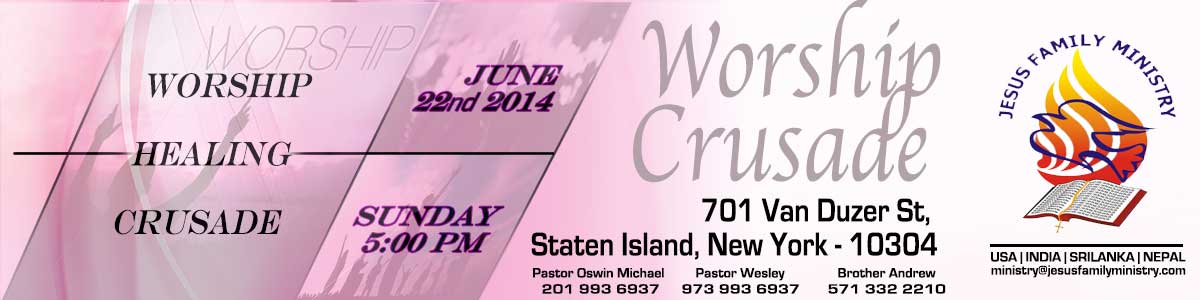 WORSHIP
WORSHIP
HEALING
CRUSADE
JUNE
22nd 2014
SUNDAY
5:00 PM
Worship
Crusade
701 Van Duzer St,
Staten Island, New York - 10304
Pastor Oswin Michael
201 993 6937
Pastor Wesley
973 993 6937
Brother Andrew
571 332 2210
JESUS FAMILY MINISTRY
USA | INDIA | SRILANKA | NEPAL
ministry@jesusfamilyministry.com